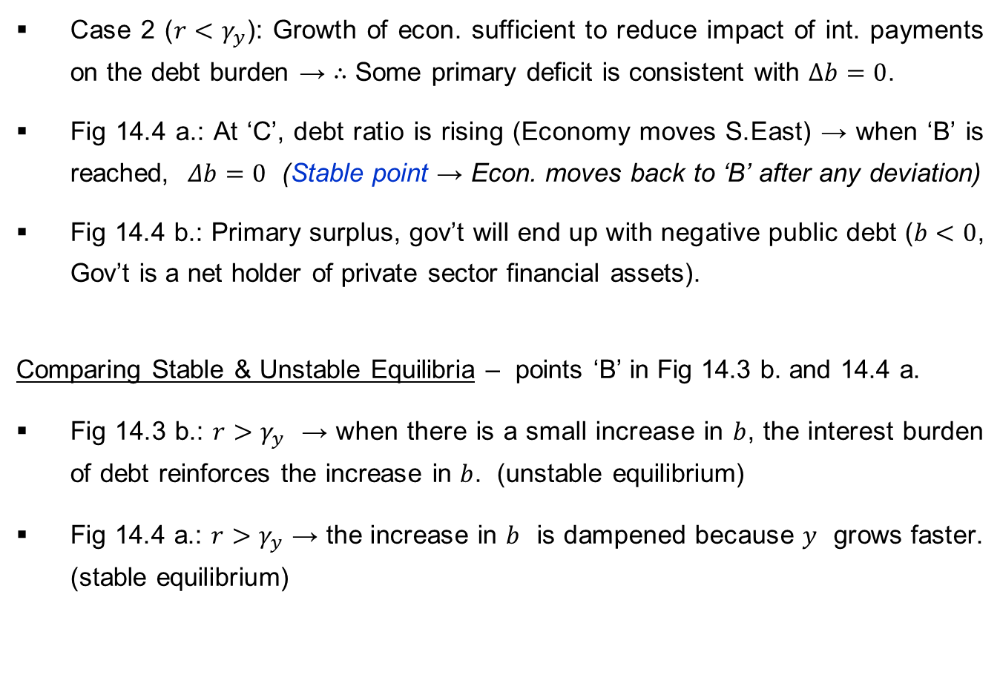 ▪ Case 2 (r < γy): Growth of econ. sufficient to reduce impact of int. payments
on the debt burden → ∴ Some primary deficit is consistent with Δb = 0.
▪ Fig 14.4 a.: At ‘C’, debt ratio is rising (Economy moves S.East) → when ‘B’ is
reached, Δb = 0 (Stable point → Econ. moves back to ‘B’ after any deviation)
▪ Fig 14.4 b.: Primary surplus, gov’t will end up with negative public debt (b < 0,
Gov’t is a net holder of private sector financial assets).
Comparing Stable & Unstable Equilibria – points ‘B’ in Fig 14.3 b. and 14.4 a.
▪ Fig 14.3 b.: r > γy → when there is a small increase in b, the interest burden
of debt reinforces the increase in b. (unstable equilibrium)
▪ Fig 14.4 a.: r > γy → the increase in b is dampened because y grows faster.
(stable equilibrium)